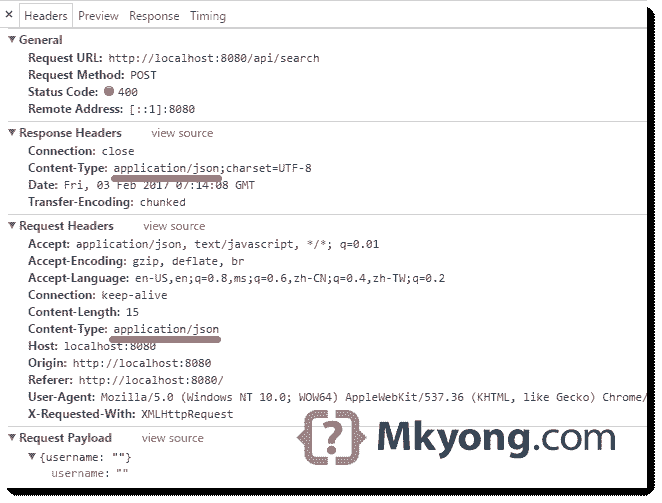 × Headers Preview Response Timing
▼ General
Request URL: http://localhost:8080/api/search
Request Method: POST
Status Code: 400
Remote Address: [::1]:8080
▼ Response Headers view source
Connection: close
Content-Type: application/json;charset=UTF-8
Date: Fri, 03 Feb 2017 07:14:08 GMT
Transfer-Encoding: chunked
▼ Request Headers view source
Accept: application/json, text/javascript, */*; q=0.01
Accept-Encoding: gzip, deflate, br
Accept-Language: en-US,en;q=0.8,ms;q=0.6,zh-CN;q=0.4,zh-TW;q=0.2
Connection: keep-alive
Content-Length: 15
Content-Type: application/json
Host: localhost:8080
Origin: http://localhost:8080
Referer: http://localhost:8080/
User-Agent: Mozilla/5.0 (Windows NT 10.0; WOW64) AppleWebKit/537.36 (KHTML, like Gecko) Chrome/
X-Requested-With: XMLHttpRequest
▼ Request Payload view source
▼ {username: ""}
username: ""
{?} Mkyong.com